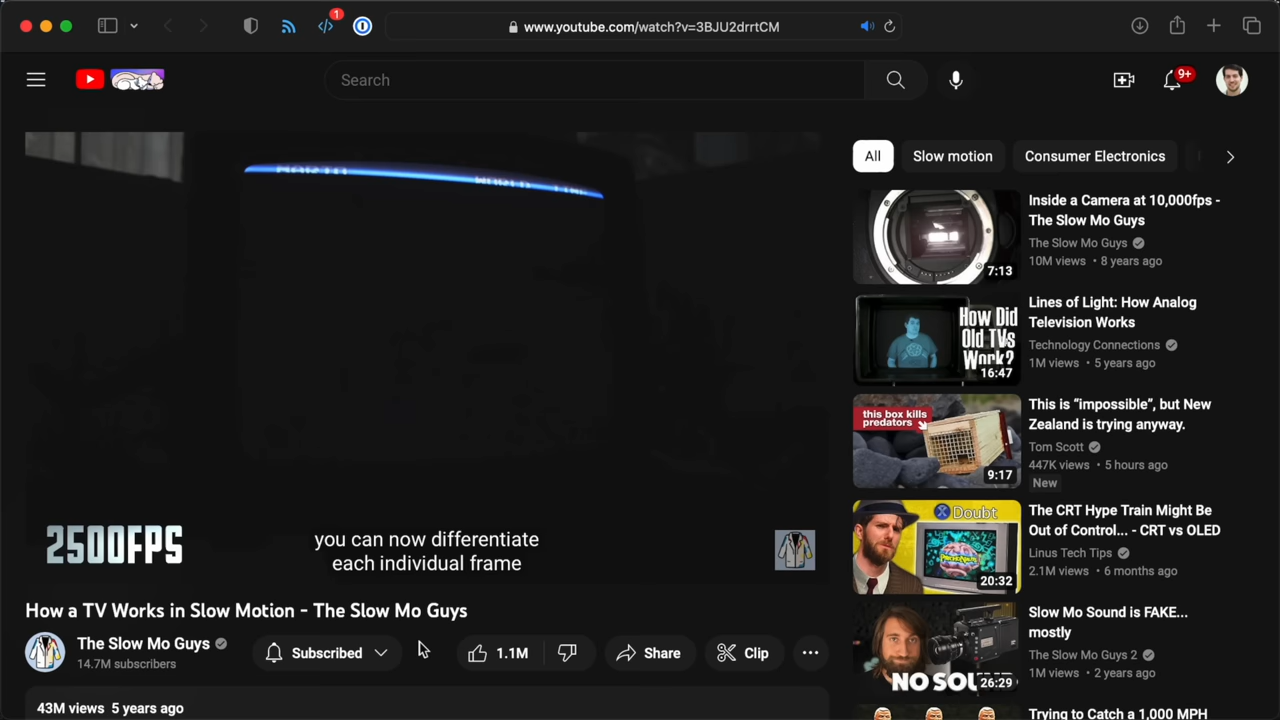 1
www.youtube.com/watch?v=3BJU2drrtCM
Search
9+
MARIO
WORLD
2500FPS
you can now differentiate
each individual frame
How a TV Works in Slow Motion - The Slow Mo Guys
The Slow Mo Guys
14.7M subscribers
Subscribed
1.1M
Share
Clip
43M views 5 years ago
All
Slow motion
Consumer Electronics
7:13
Inside a Camera at 10,000fps -
The Slow Mo Guys
The Slow Mo Guys
10M views • 8 years ago
How Did
Old TVs
Work?
16:47
Lines of Light: How Analog
Television Works
Technology Connections
1M views • 5 years ago
this box kills
predators
9:17
This is “impossible”, but New
Zealand is trying anyway.
Tom Scott
447K views • 5 hours ago
New
X Doubt
20:32
The CRT Hype Train Might Be
Out of Control... - CRT vs OLED
Linus Tech Tips
2.1M views • 6 months ago
NO SOU
26:29
Slow Mo Sound is FAKE...
mostly
The Slow Mo Guys 2
1M views • 2 years ago
Trying to Catch a 1,000 MPH